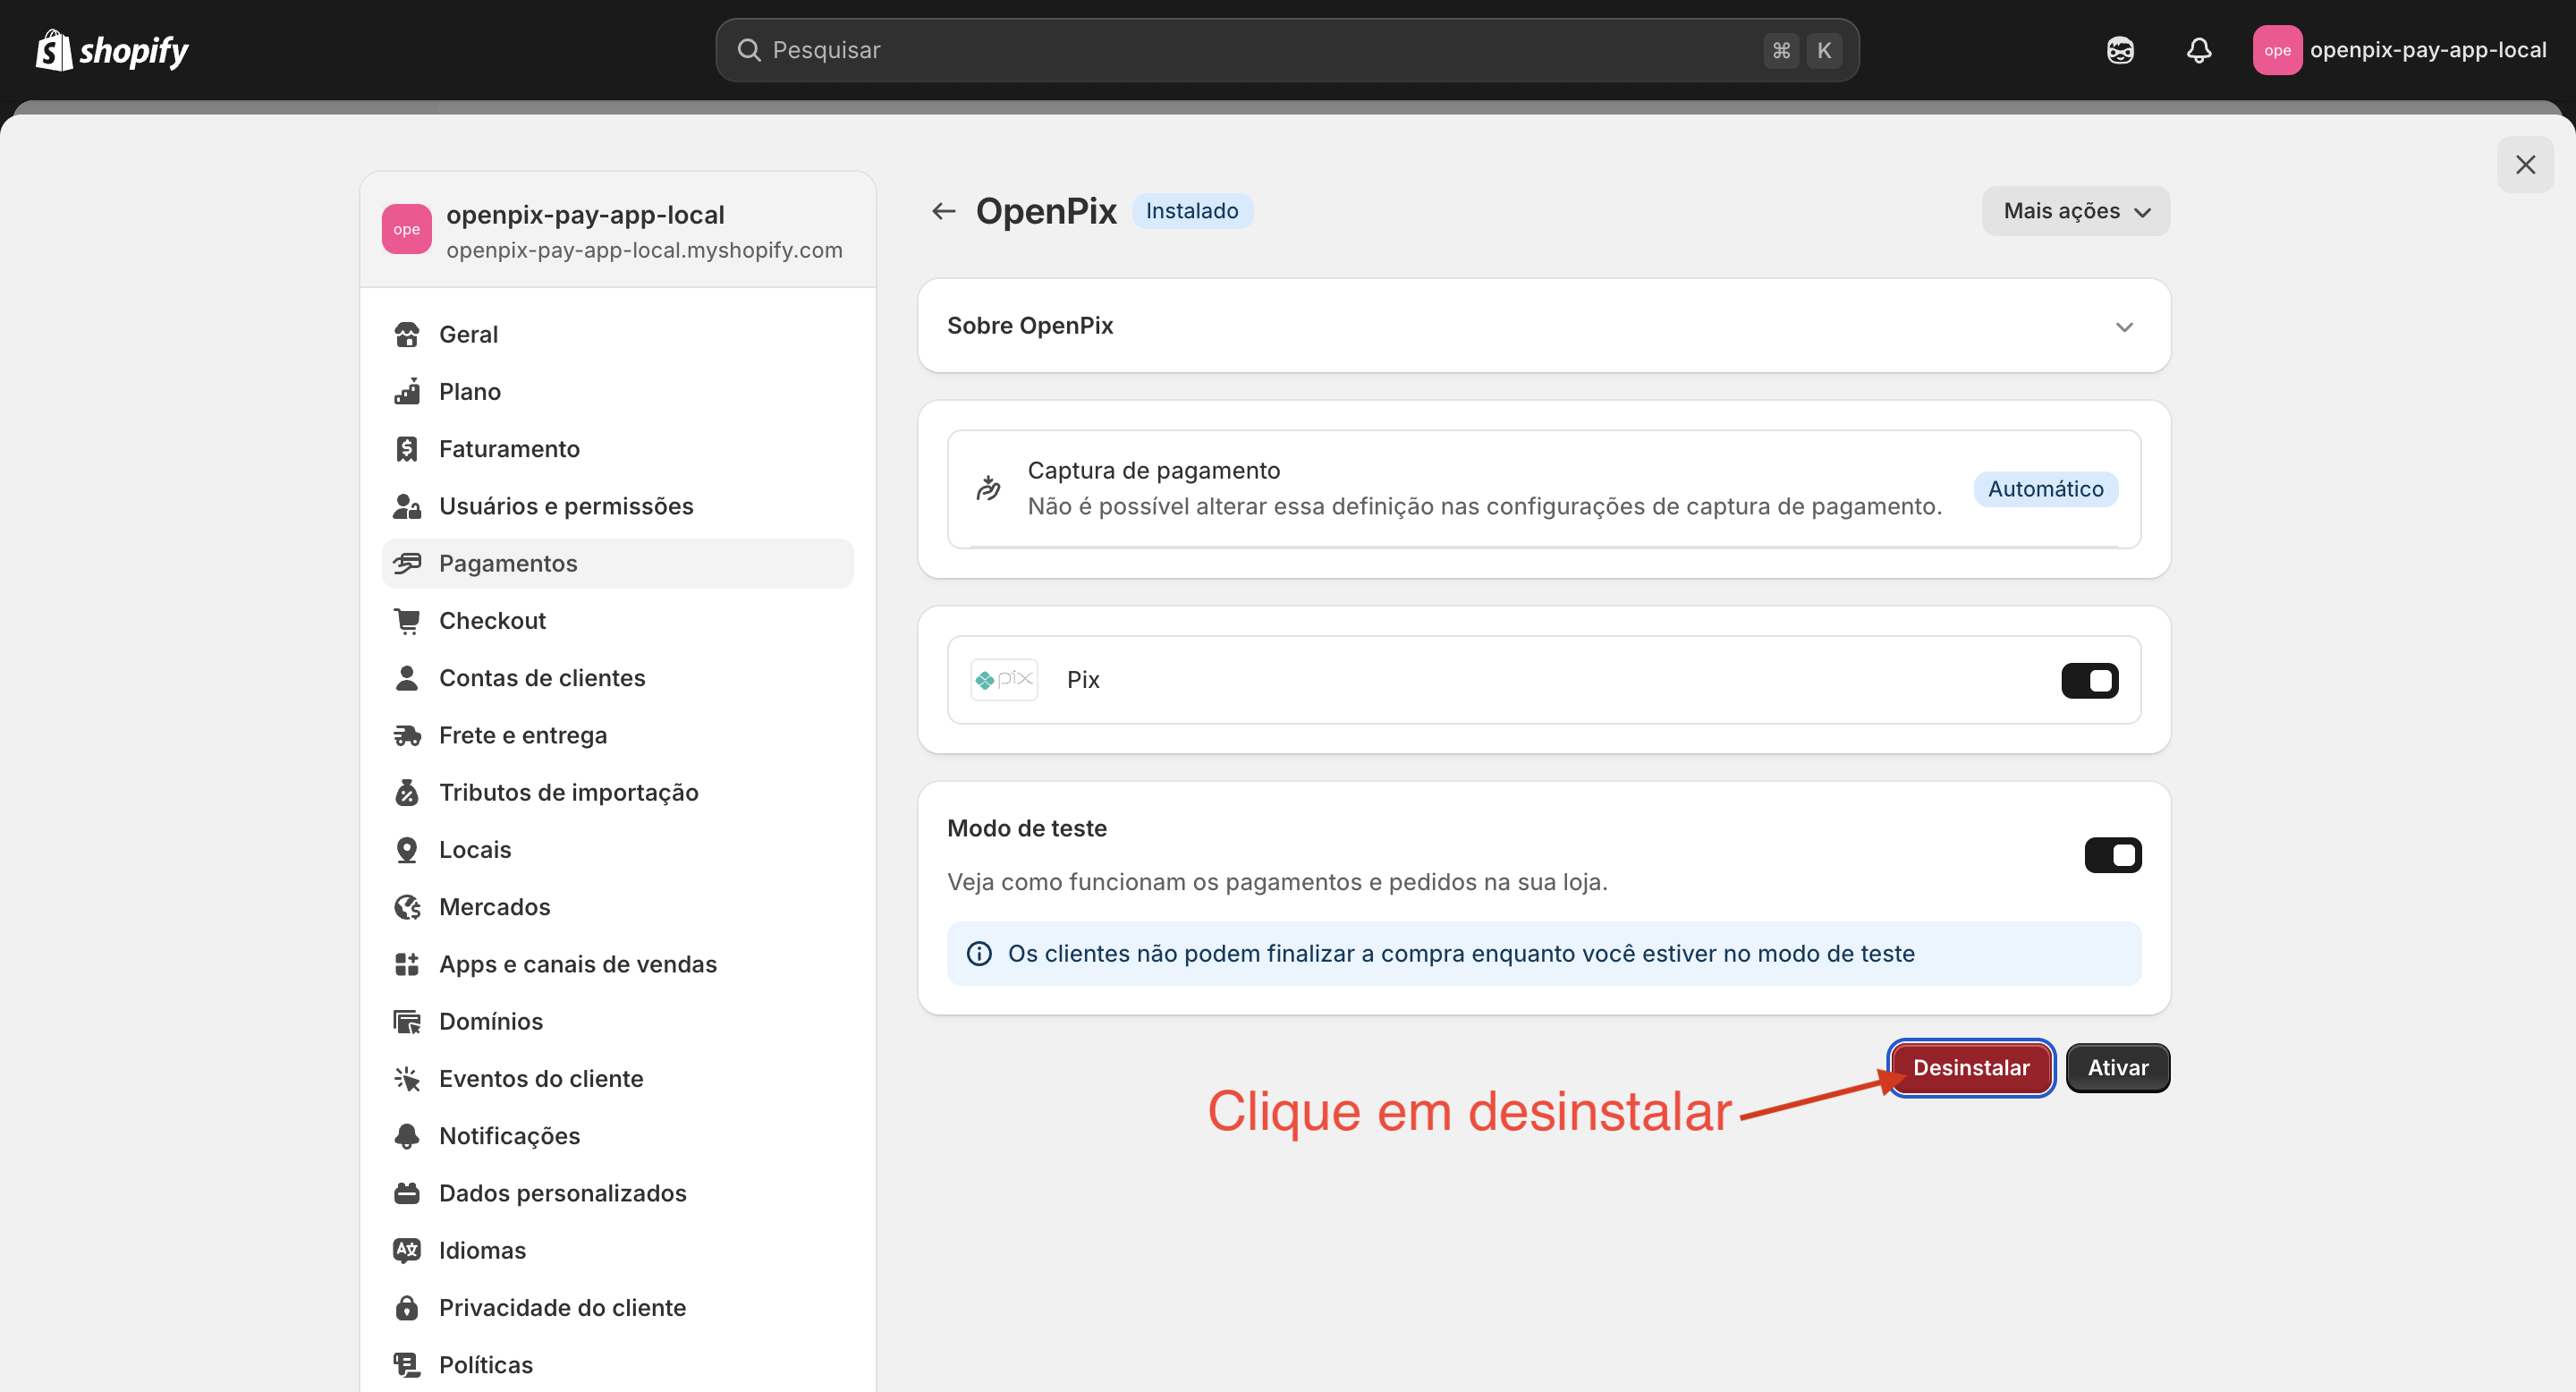 shopify
Pesquisar
⌘ K
ope
openpix-pay-app-local
ope
openpix-pay-app-local
openpix-pay-app-local.myshopify.com
Geral
Plano
Faturamento
Usuários e permissões
Pagamentos
Checkout
Contas de clientes
Frete e entrega
Tributos de importação
Locais
Mercados
Apps e canais de vendas
Domínios
Eventos do cliente
Notificações
Dados personalizados
Idiomas
Privacidade do cliente
Políticas
OpenPix
Instalado
Mais ações
Sobre OpenPix
Captura de pagamento
Não é possível alterar essa definição nas configurações de captura de pagamento.
Automático
pix
Pix
Modo de teste
Veja como funcionam os pagamentos e pedidos na sua loja.
Os clientes não podem finalizar a compra enquanto você estiver no modo de teste
Desinstalar
Ativar
Clique em desinstalar